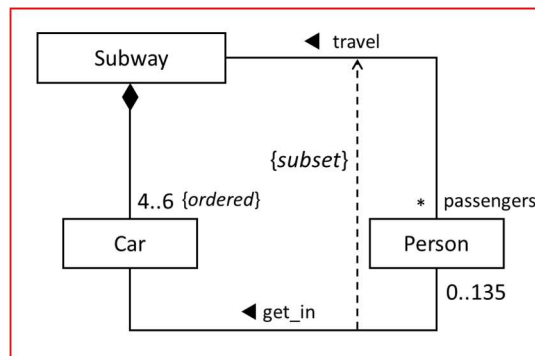 ◄ travel
Subway
{subset}
4..6 {ordered}
* passengers
Car
Person
0..135
◄ get_in